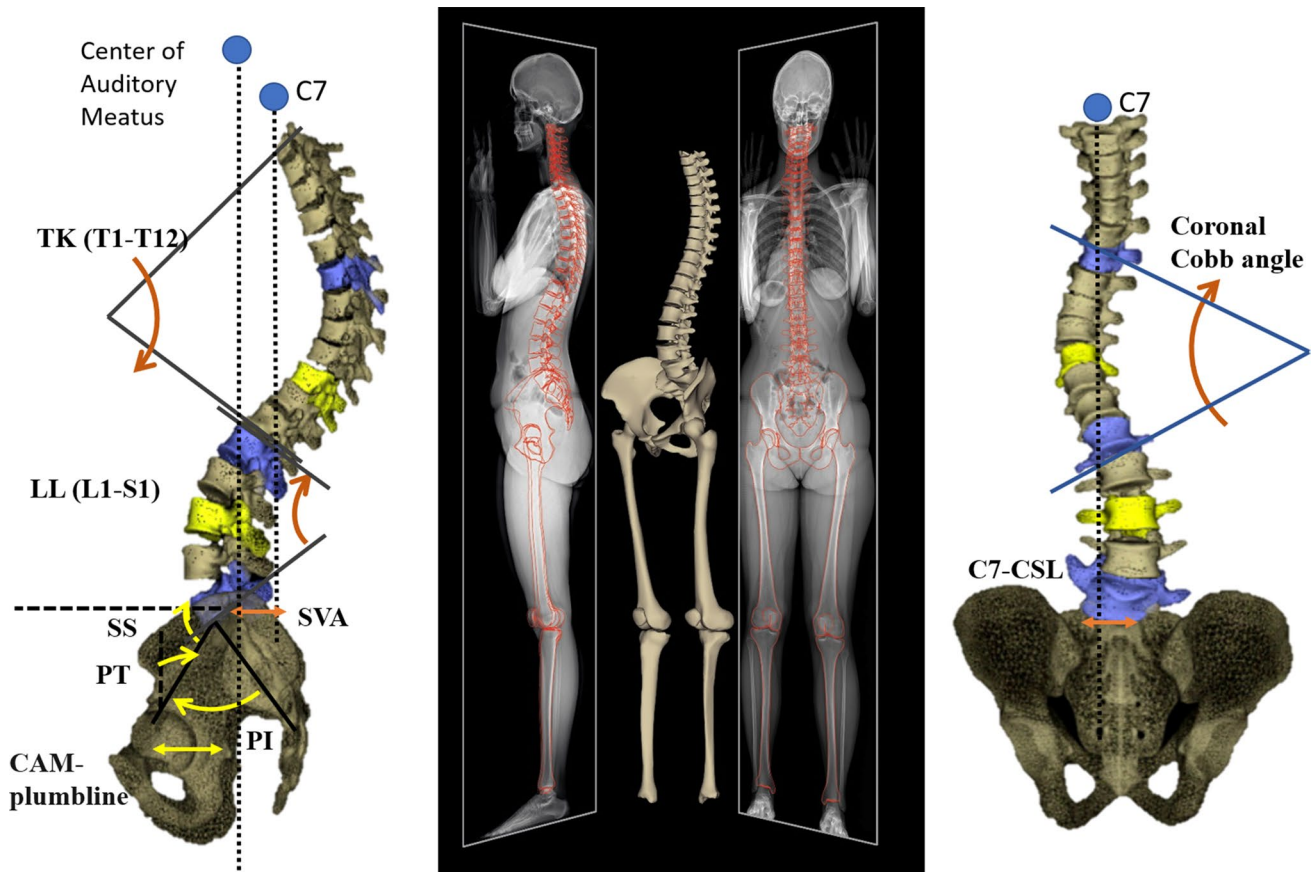 Center of
Auditory
Meatus
C7
TK (T1-T12)
LL (L1-S1)
SS
SVA
PT
PI
CAM-
plumbline
C7
Coronal
Cobb angle
C7-CSL